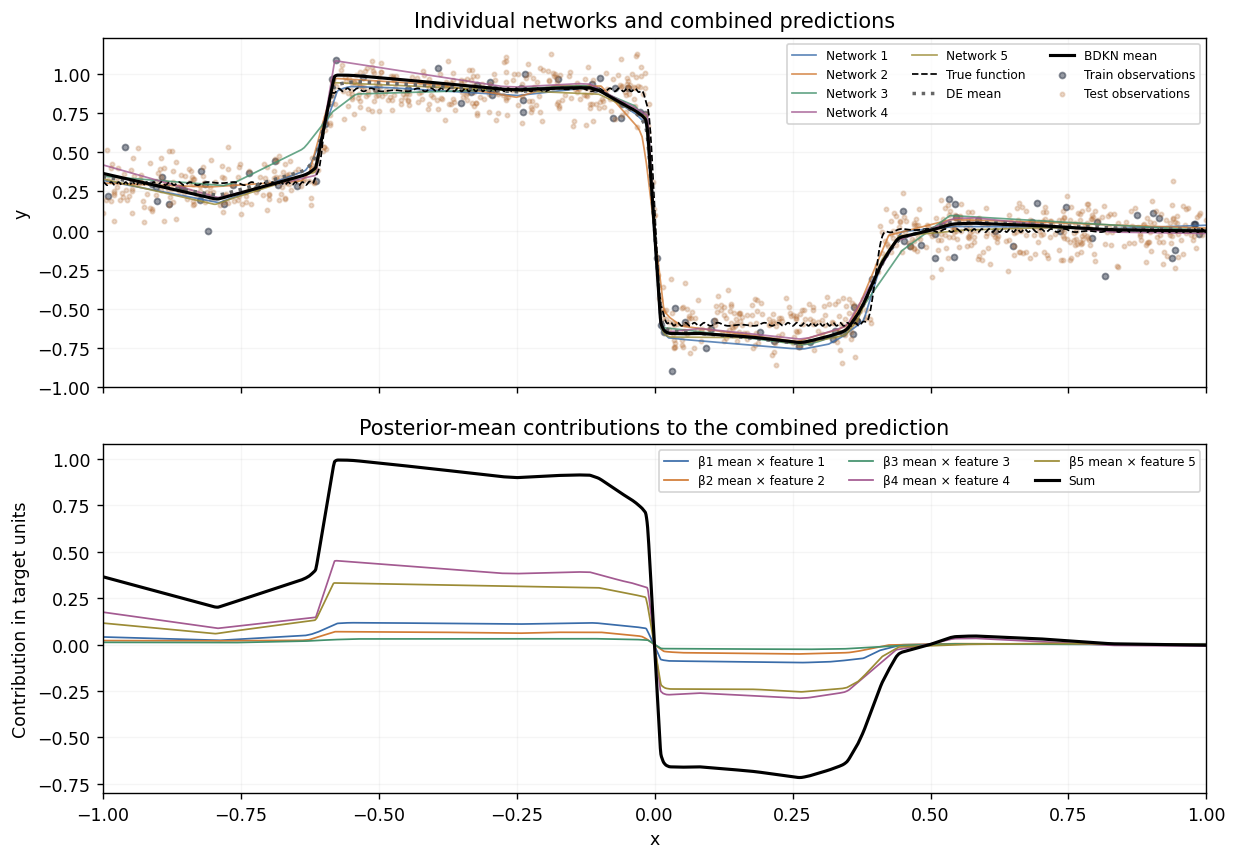 Individual networks and combined predictions
Network 1
Network 2
Network 3
Network 4
Network 5
True function
DE mean
BDKN mean
Train observations
Test observations
y
1.00
0.75
0.50
0.25
0.00
−0.25
−0.50
−0.75
−1.00
Posterior-mean contributions to the combined prediction
β1 mean × feature 1
β2 mean × feature 2
β3 mean × feature 3
β4 mean × feature 4
β5 mean × feature 5
Sum
Contribution in target units
1.00
0.75
0.50
0.25
0.00
−0.25
−0.50
−0.75
−1.00 −0.75 −0.50 −0.25 0.00 0.25 0.50 0.75 1.00
x